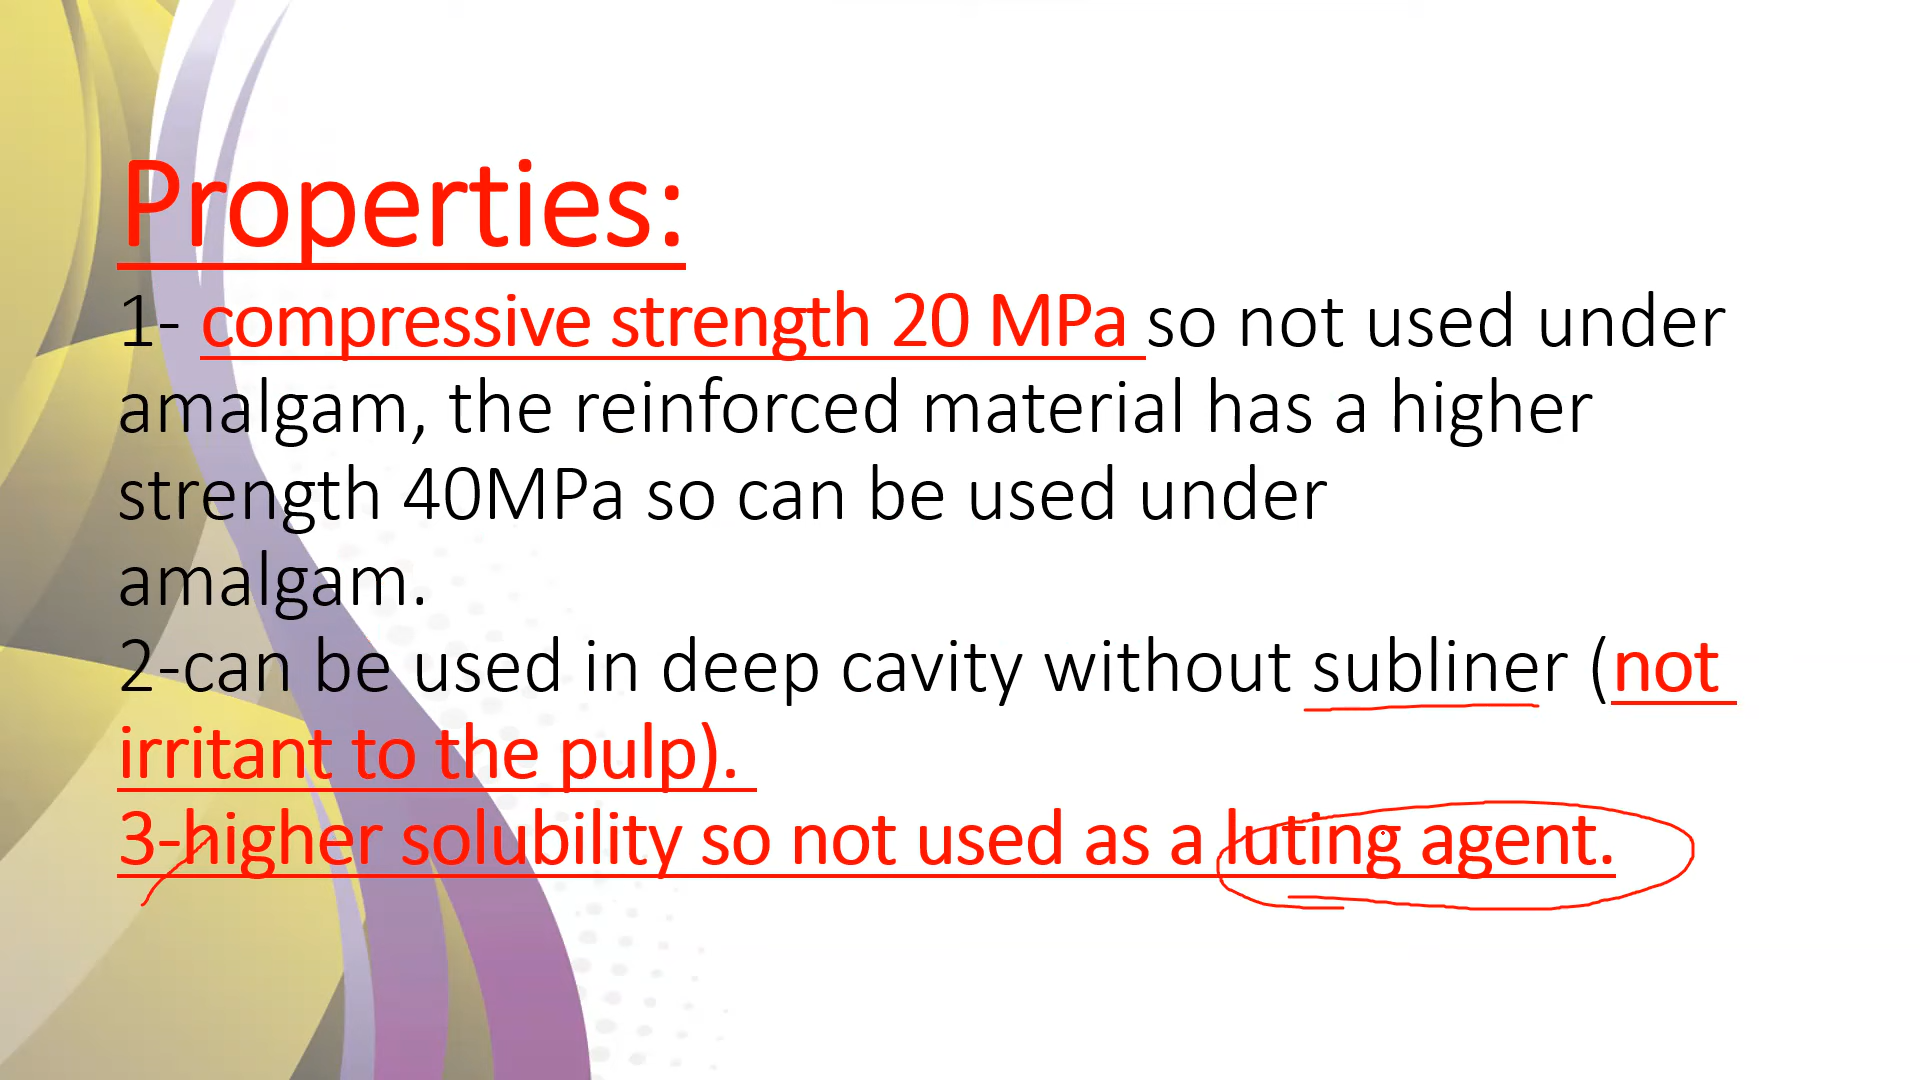 Properties:
1- compressive strength 20 MPa so not used under
amalgam, the reinforced material has a higher
strength 40MPa so can be used under
amalgam.
2-can be used in deep cavity without subliner (not
irritant to the pulp).
3-higher solubility so not used as a luting agent.